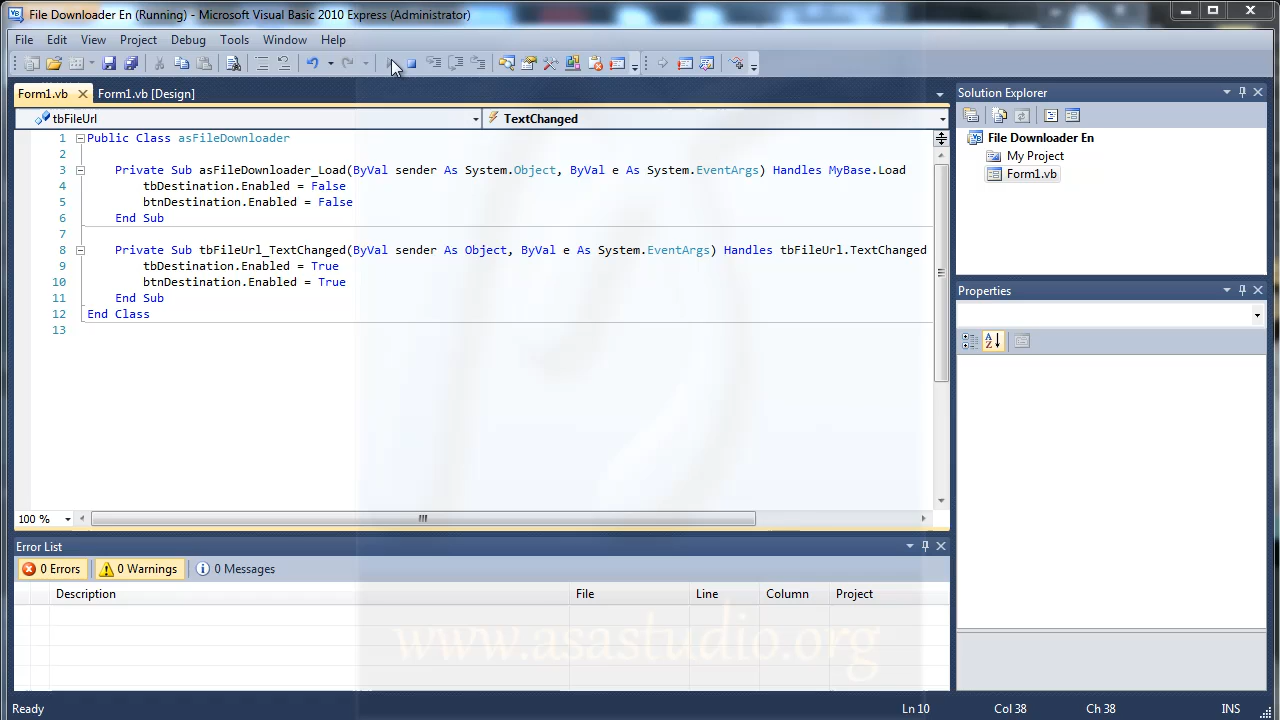 File Downloader En (Running) - Microsoft Visual Basic 2010 Express (Administrator)
File Edit View Project Debug Tools Window Help
Form1.vb Form1.vb [Design]
tbFileUrl TextChanged
1 Public Class asFileDownloader
2
3 Private Sub asFileDownloader_Load(ByVal sender As System.Object, ByVal e As System.EventArgs) Handles MyBase.Load
4 tbDestination.Enabled = False
5 btnDestination.Enabled = False
6 End Sub
7
8 Private Sub tbFileUrl_TextChanged(ByVal sender As Object, ByVal e As System.EventArgs) Handles tbFileUrl.TextChanged
9 tbDestination.Enabled = True
10 btnDestination.Enabled = True
11 End Sub
12 End Class
13
100 %
Solution Explorer
File Downloader En
My Project
Form1.vb
Properties
Error List
0 Errors 0 Warnings 0 Messages
Description File Line Column Project
www.asastudio.org
Ready Ln 10 Col 38 Ch 38 INS